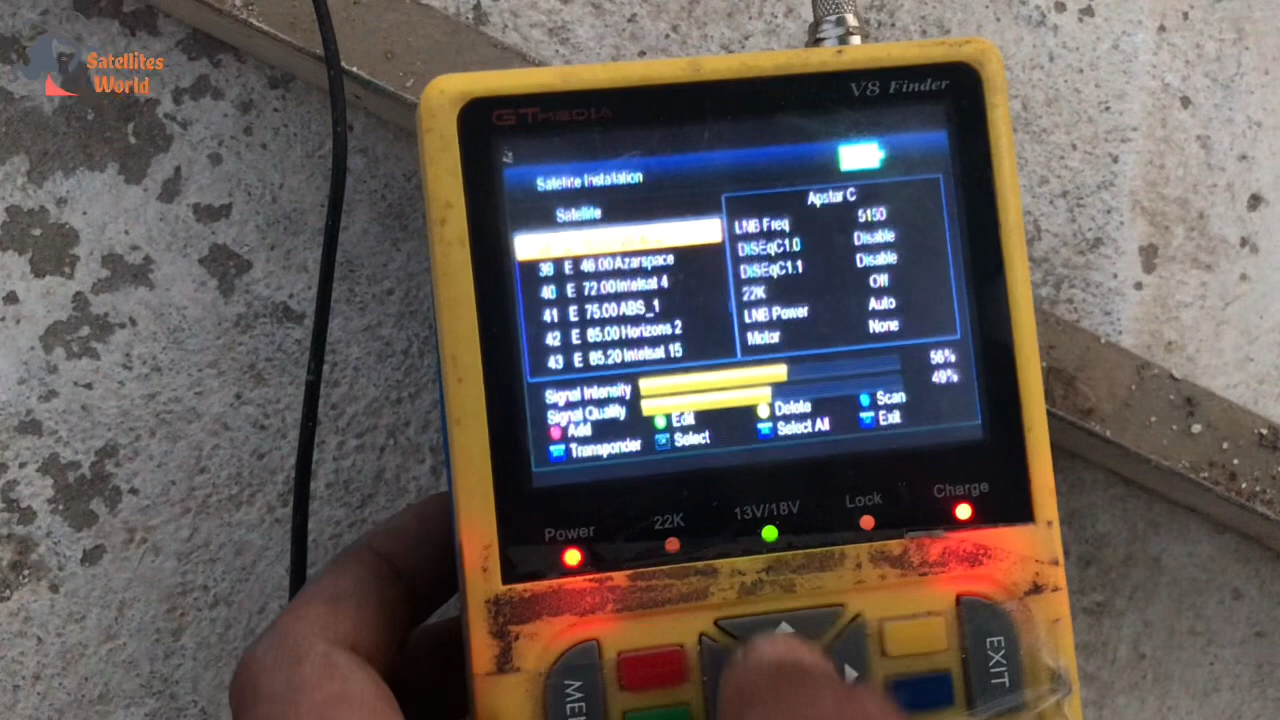 Satellites
World
GTMEDIA
V8 Finder
Satellite Installation
Satellite
39 E 46.00 Azarspace
40 E 72.00 Intelsat 4
41 E 75.00 ABS_1
42 E 85.00 Horizons 2
43 E 85.20 Intelsat 15
Apstar C
LNB Freq 5150
DiSEqC1.0 Disable
DiSEqC1.1 Disable
22K Off
LNB Power Auto
Motor None
Signal Intensity 56%
Signal Quality 49%
Add Edit Delete Scan
Transponder Select Select All Exit
Power 22K 13V/18V Lock Charge
EXIT